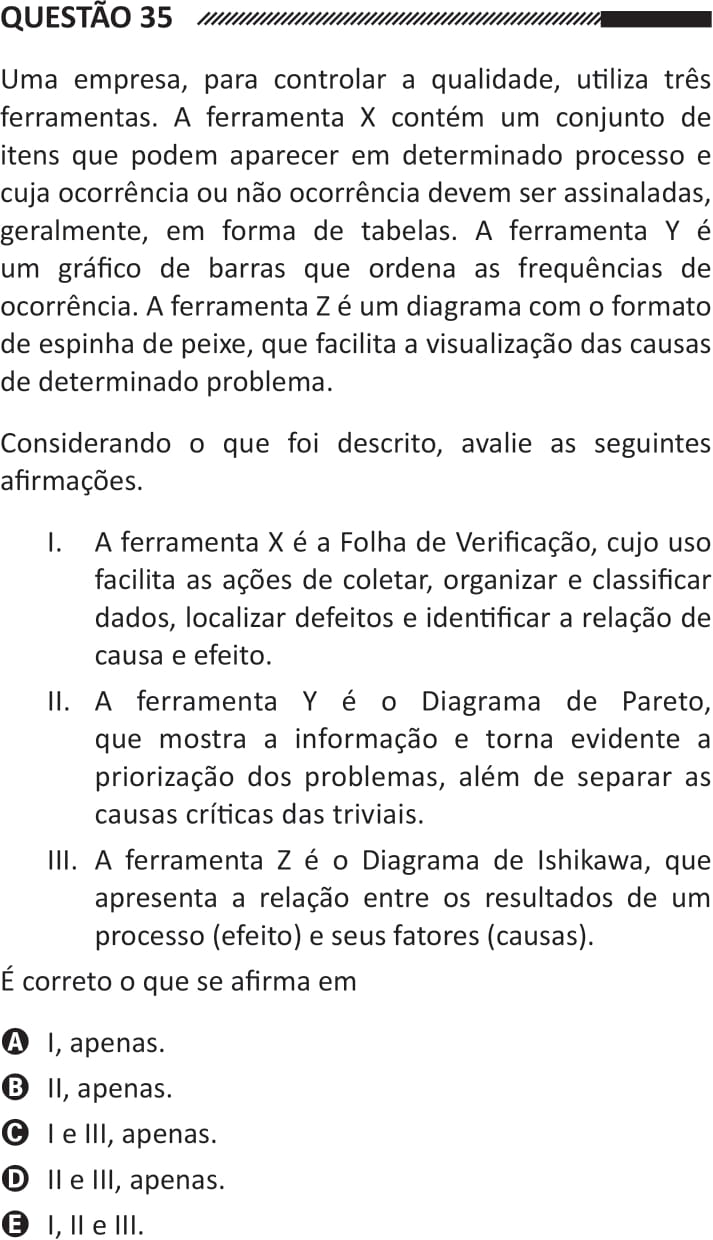 QUESTÃO 35
Uma empresa, para controlar a qualidade, utiliza três
ferramentas. A ferramenta X contém um conjunto de
itens que podem aparecer em determinado processo e
cuja ocorrência ou não ocorrência devem ser assinaladas,
geralmente, em forma de tabelas. A ferramenta Y é
um gráfico de barras que ordena as frequências de
ocorrência. A ferramenta Z é um diagrama com o formato
de espinha de peixe, que facilita a visualização das causas
de determinado problema.
Considerando o que foi descrito, avalie as seguintes
afirmações.
I. A ferramenta X é a Folha de Verificação, cujo uso
facilita as ações de coletar, organizar e classificar
dados, localizar defeitos e identificar a relação de
causa e efeito.
II. A ferramenta Y é o Diagrama de Pareto,
que mostra a informação e torna evidente a
priorização dos problemas, além de separar as
causas críticas das triviais.
III. A ferramenta Z é o Diagrama de Ishikawa, que
apresenta a relação entre os resultados de um
processo (efeito) e seus fatores (causas).
É correto o que se afirma em
A I, apenas.
B II, apenas.
C I e III, apenas.
D II e III, apenas.
E I, II e III.